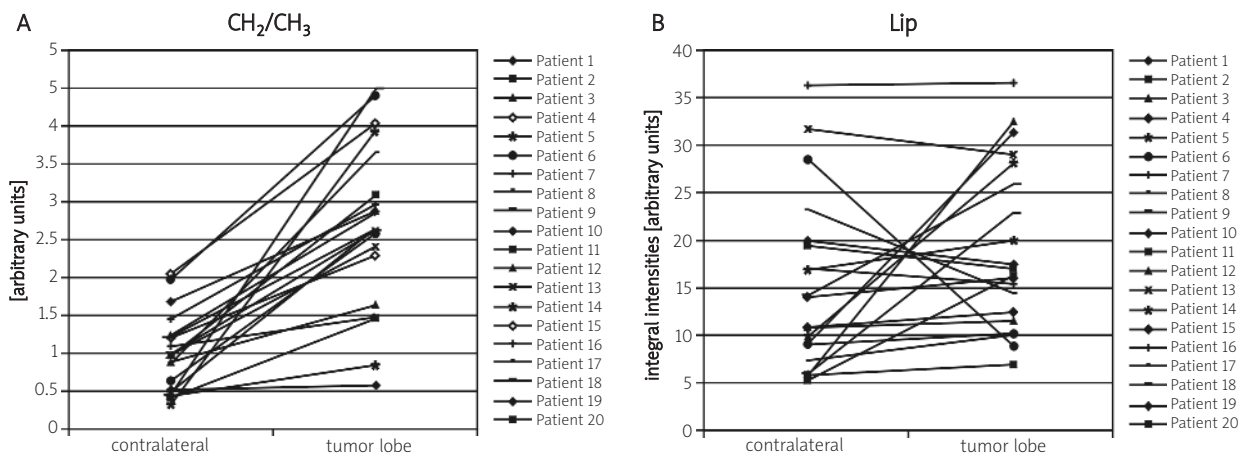 A
CH₂/CH₃
[arbitrary units]
5
5
4
3.5
3
2.5
2
1.5
1
0.5
0
contralateral
tumor lobe
Patient 1
Patient 2
Patient 3
Patient 4
Patient 5
Patient 6
Patient 7
Patient 8
Patient 9
Patient 10
Patient 11
Patient 12
Patient 13
Patient 14
Patient 15
Patient 16
Patient 17
Patient 18
Patient 19
Patient 20
B
Lip
integral intensities [arbitrary units]
40
35
30
25
20
15
10
5
0
contralateral
tumor lobe
Patient 1
Patient 2
Patient 3
Patient 4
Patient 5
Patient 6
Patient 7
Patient 8
Patient 9
Patient 10
Patient 11
Patient 12
Patient 13
Patient 14
Patient 15
Patient 16
Patient 17
Patient 18
Patient 19
Patient 20